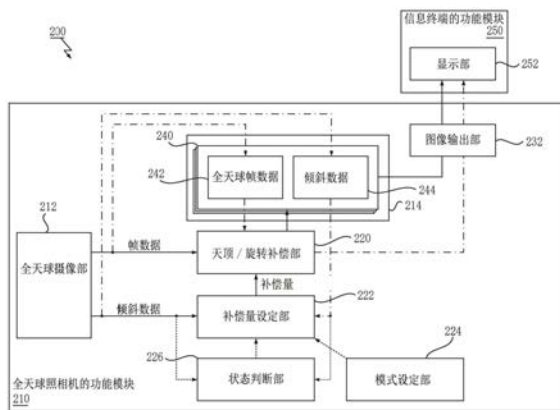 200
信息终端的功能模块
250
显示部
252
图像输出部
232
240
242
全天球帧数据
倾斜数据
244
214
212
全天球摄像部
帧数据
天顶／旋转补偿部
220
补偿量
倾斜数据
补偿量设定部
222
226
状态判断部
224
模式设定部
全天球照相机的功能模块
210